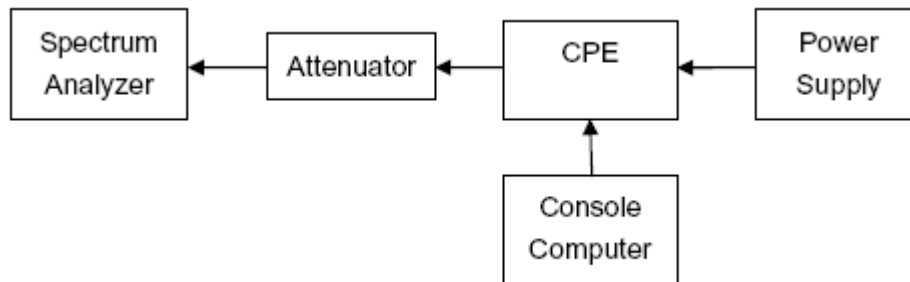 Spectrum
Analyzer
Attenuator
CPE
Power
Supply
Console
Computer